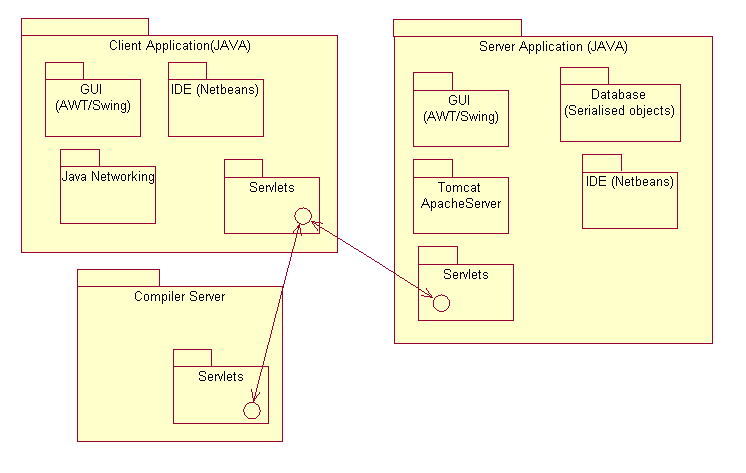 Client Application(JAVA)
GUI
(AWT/Swing)
IDE (Netbeans)
Java Networking
Servlets
Server Application (JAVA)
GUI
(AWT/Swing)
Database
(Serialised objects)
Tomcat
ApacheServer
IDE (Netbeans)
Servlets
Compiler Server
Servlets